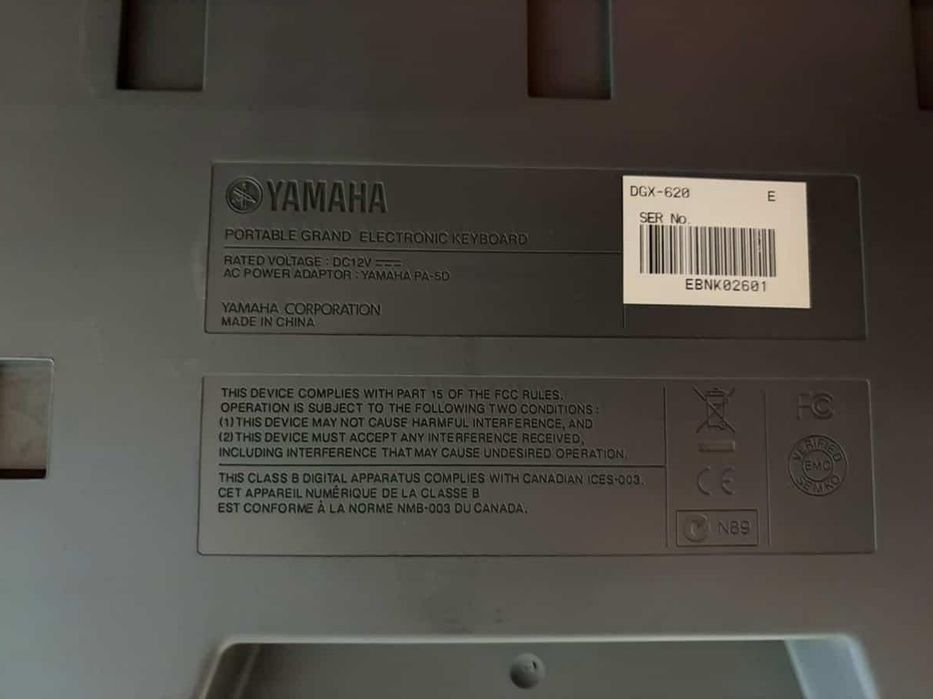 YAMAHA
PORTABLE GRAND ELECTRONIC KEYBOARD
RATED VOLTAGE : DC12V
AC POWER ADAPTOR : YAMAHA PA-5D
YAMAHA CORPORATION
MADE IN CHINA
DGX-620 E
SER No.
EBNK02601
THIS DEVICE COMPLIES WITH PART 15 OF THE FCC RULES.
OPERATION IS SUBJECT TO THE FOLLOWING TWO CONDITIONS :
(1) THIS DEVICE MAY NOT CAUSE HARMFUL INTERFERENCE, AND
(2) THIS DEVICE MUST ACCEPT ANY INTERFERENCE RECEIVED,
INCLUDING INTERFERENCE THAT MAY CAUSE UNDESIRED OPERATION.
THIS CLASS B DIGITAL APPARATUS COMPLIES WITH CANADIAN ICES-003.
CET APPAREIL NUMÉRIQUE DE LA CLASSE B
EST CONFORME À LA NORME NMB-003 DU CANADA.
CE
N89
FC
VERIFIED
EMC
SEMKO